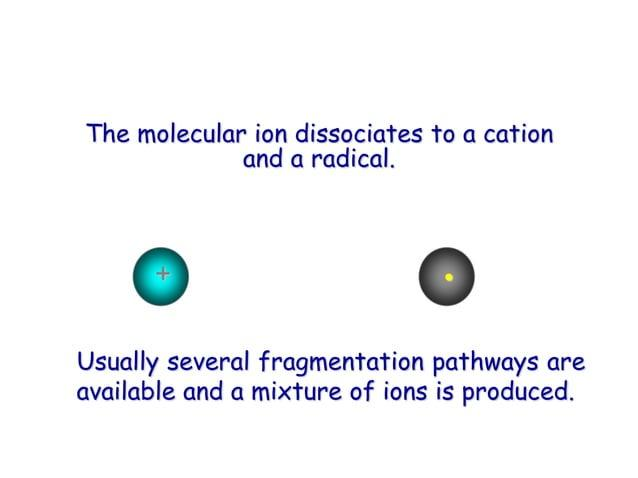 The molecular ion dissociates to a cation
and a radical.
+
Usually several fragmentation pathways are
available and a mixture of ions is produced.